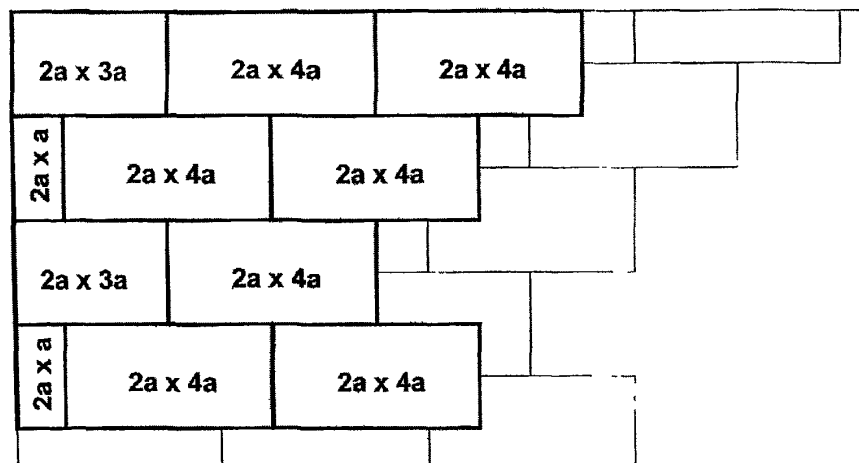 2a x 3a 2a x 4a 2a x 4a
2a x a 2a x 4a 2a x 4a
2a x 3a 2a x 4a
2a x a 2a x 4a 2a x 4a